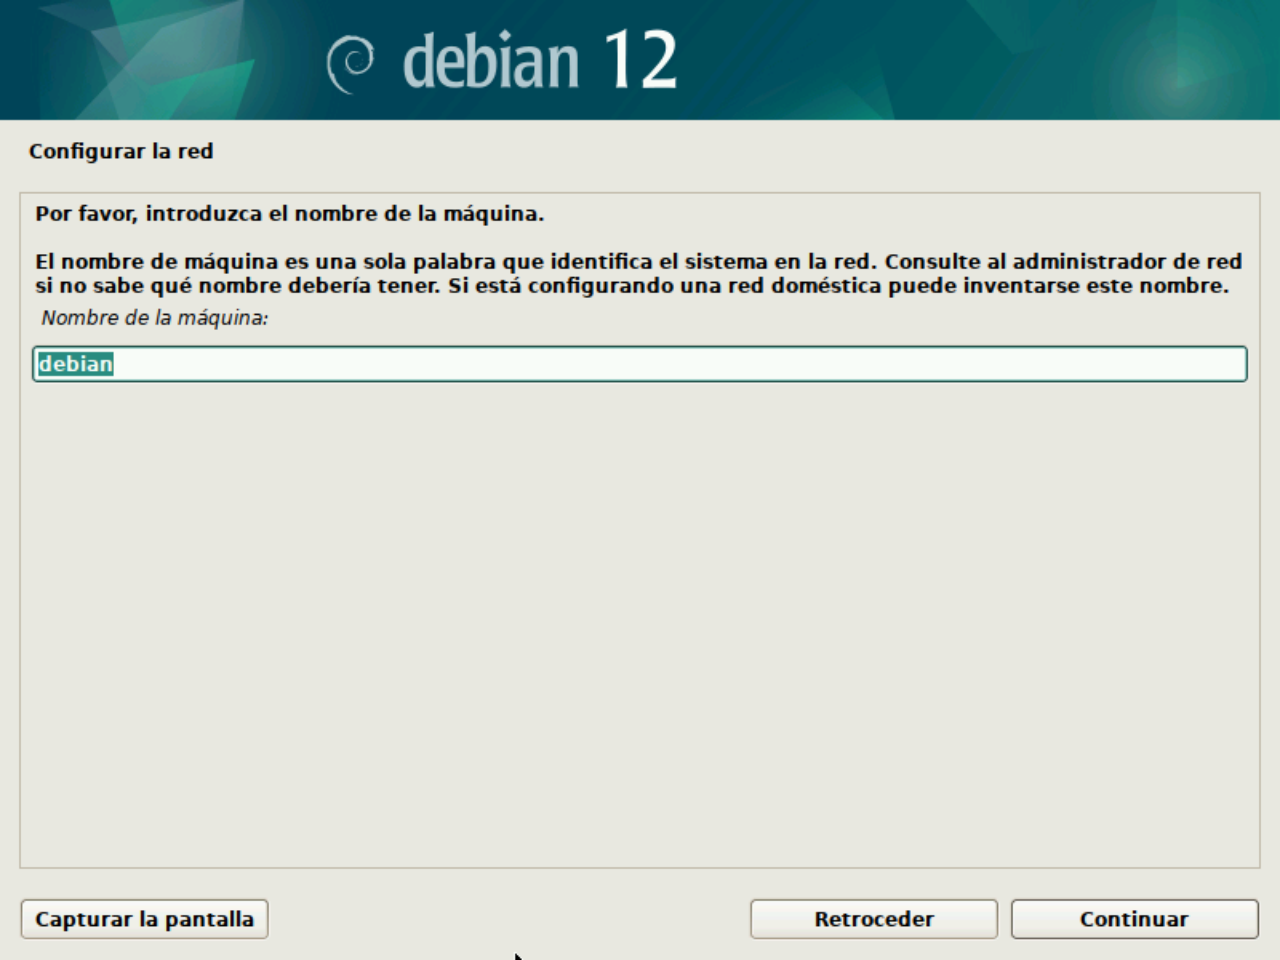 debian 12
Configurar la red
Por favor, introduzca el nombre de la máquina.
El nombre de máquina es una sola palabra que identifica el sistema en la red. Consulte al administrador de red
si no sabe qué nombre debería tener. Si está configurando una red doméstica puede inventarse este nombre.
Nombre de la máquina:
debian
Capturar la pantalla
Retroceder
Continuar